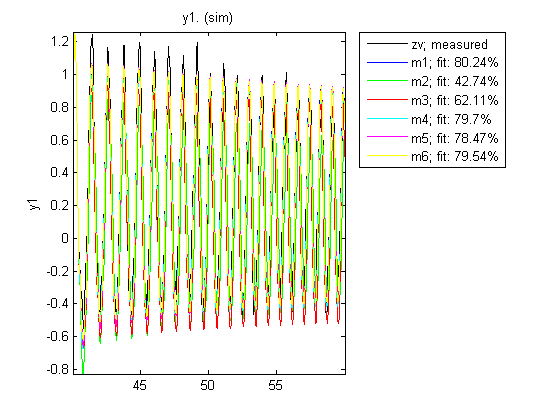 y1. (sim)
zv; measured
m1; fit: 80.24%
m2; fit: 42.74%
m3; fit: 62.11%
m4; fit: 79.7%
m5; fit: 78.47%
m6; fit: 79.54%
y1
1.2
1
0.8
0.6
0.4
0.2
0
-0.2
-0.4
-0.6
-0.8
45
50
55